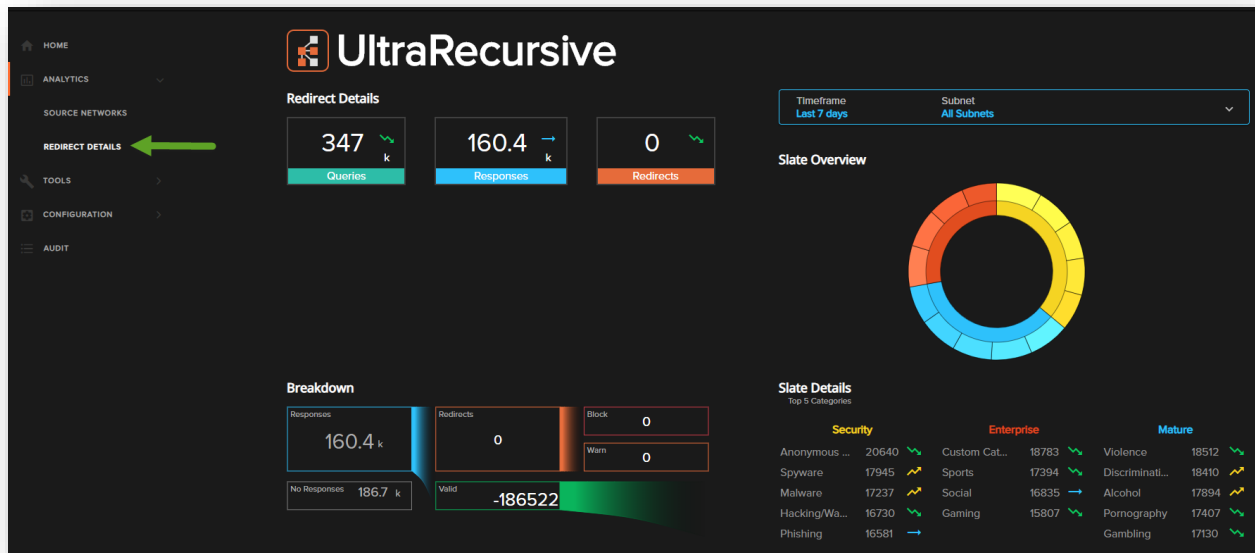 HOME
ANALYTICS
SOURCE NETWORKS
REDIRECT DETAILS
TOOLS
CONFIGURATION
AUDIT
UltraRecursive
Redirect Details
347 k
Queries
160.4 k
Responses
0
Redirects
Timeframe
Last 7 days
Subnet
All Subnets
Slate Overview
Breakdown
Responses
160.4 k
Redirects
0
Block
0
Warn
0
No Responses 186.7 k
Valid
-186522
Slate Details
Top 5 Categories
Security
Anonymous ... 20640
Spyware 17945
Malware 17237
Hacking/Wa... 16730
Phishing 16581
Enterprise
Custom Cat... 18783
Sports 17394
Social 16835
Gaming 15807
Mature
Violence 18512
Discriminati... 18410
Alcohol 17894
Pornography 17407
Gambling 17130